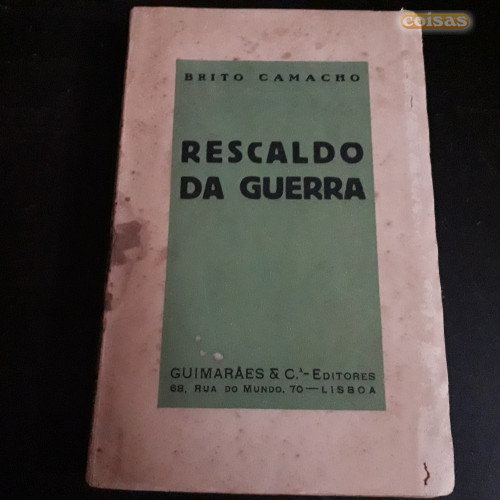 coisas
BRITO CAMACHO
RESCALDO
DA GUERRA
GUIMARÃES & C.ª - EDITORES
68, RUA DO MUNDO, 70 — LISBOA